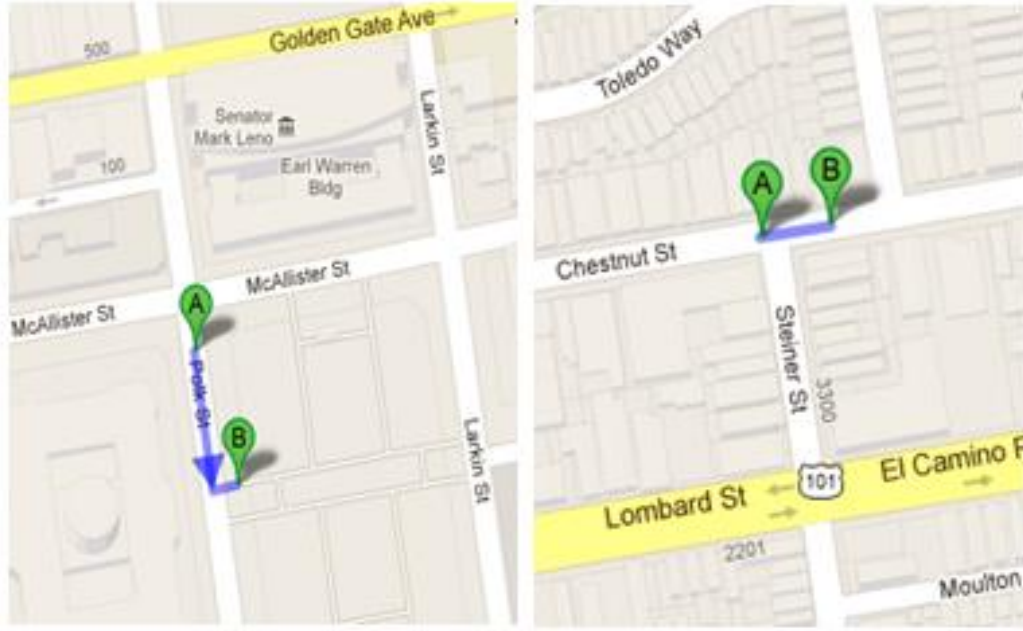 Golden Gate Ave
500
Senator
Mark Leno
Larkin St
100
Earl Warren
Bldg
McAllister St
McAllister St
A
Polk St
B
Larkin St
Toledo Way
A
B
Chestnut St
Steiner St
3300
101
El Camino
Lombard St
2201
Moulton